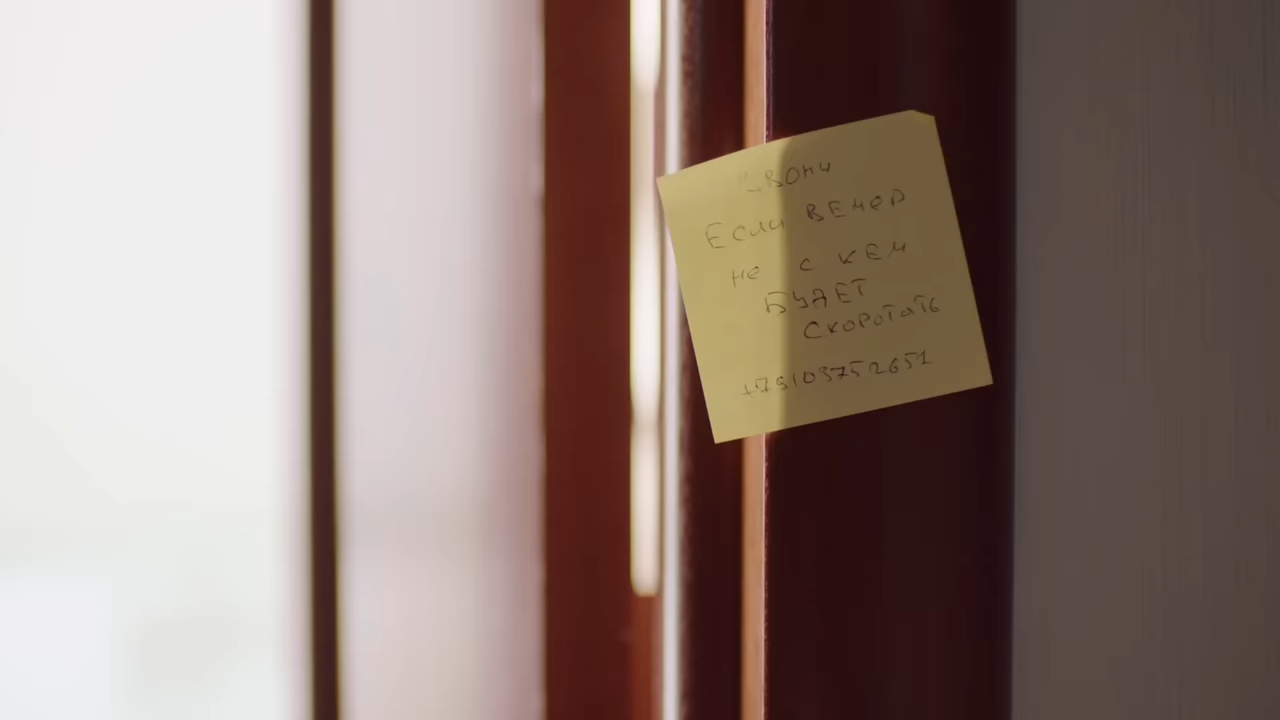 Звони
Если вечер
не с кем
будет
скоротать
+79103752651